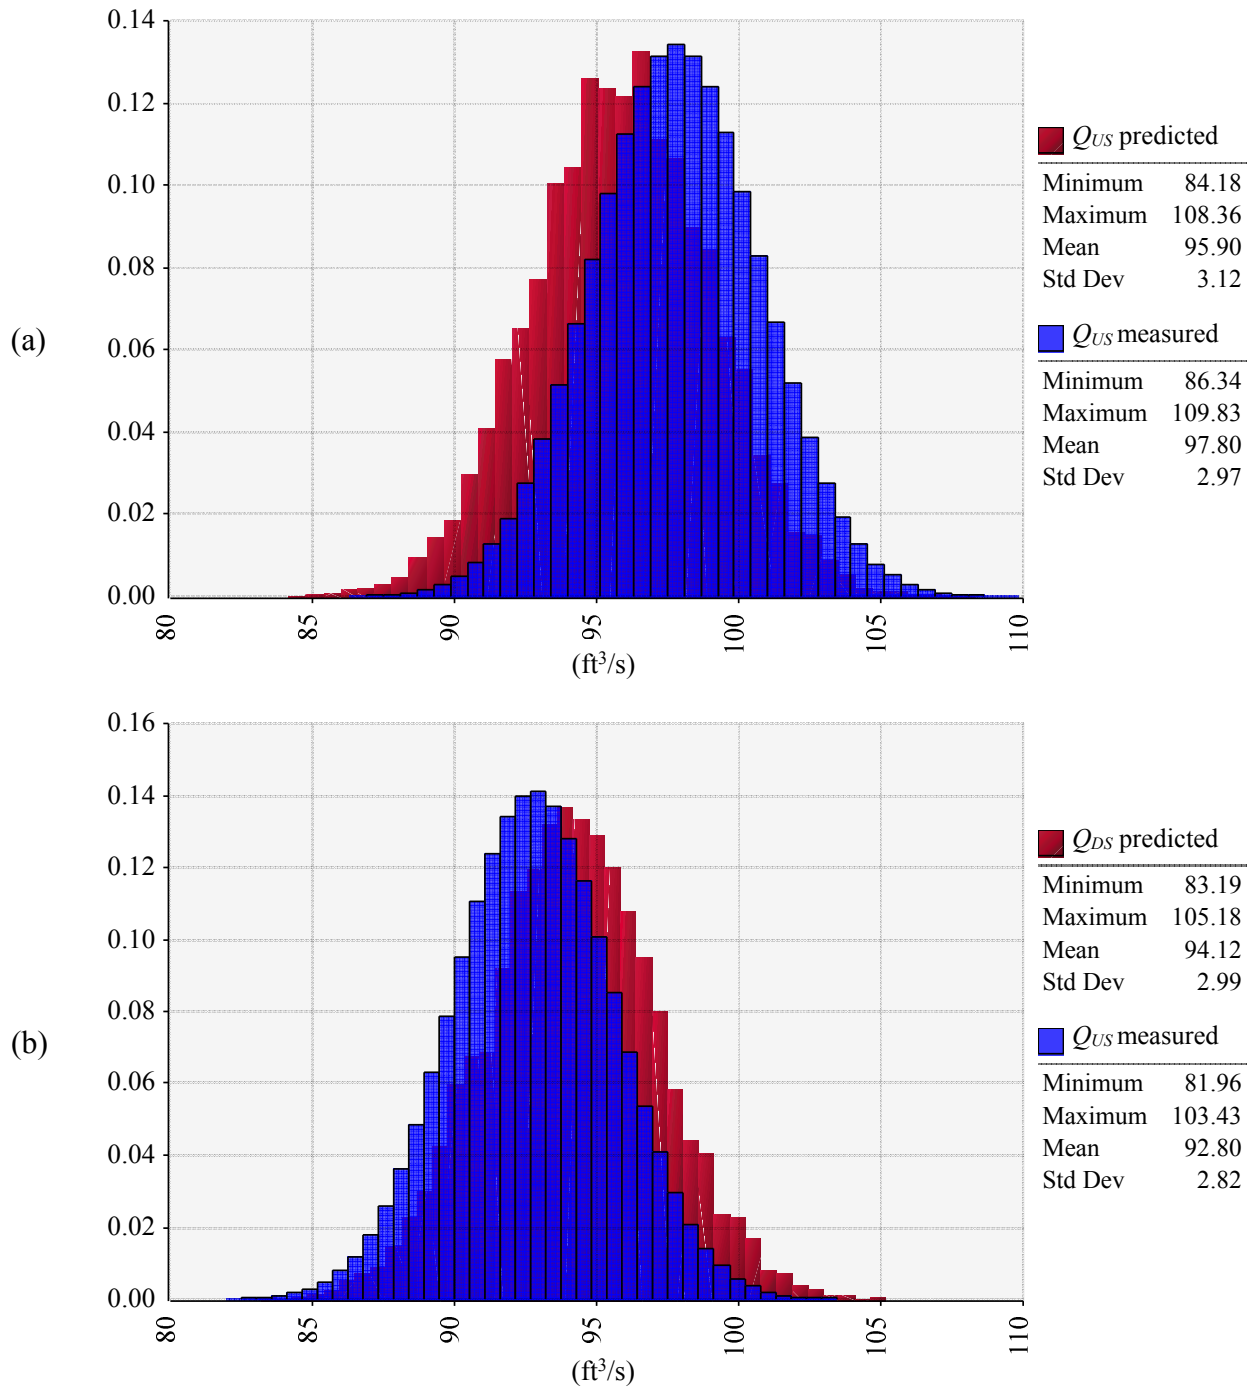 (a)
0.14
0.12
0.10
0.08
0.06
0.04
0.02
0.00
80
85
90
95
100
105
110
(ft³/s)
Q_US predicted
Minimum 84.18
Maximum 108.36
Mean 95.90
Std Dev 3.12
Q_US measured
Minimum 86.34
Maximum 109.83
Mean 97.80
Std Dev 2.97
(b)
0.16
0.14
0.12
0.10
0.08
0.06
0.04
0.02
0.00
80
85
90
95
100
105
110
(ft³/s)
Q_DS predicted
Minimum 83.19
Maximum 105.18
Mean 94.12
Std Dev 2.99
Q_US measured
Minimum 81.96
Maximum 103.43
Mean 92.80
Std Dev 2.82